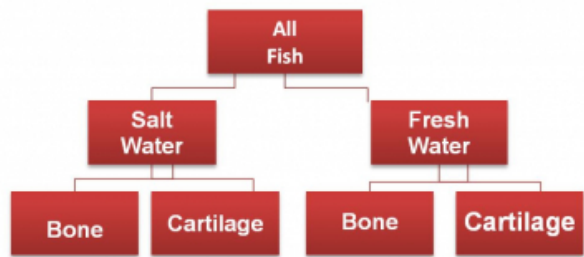 All
Fish
Salt
Water
Fresh
Water
Bone
Cartilage
Bone
Cartilage